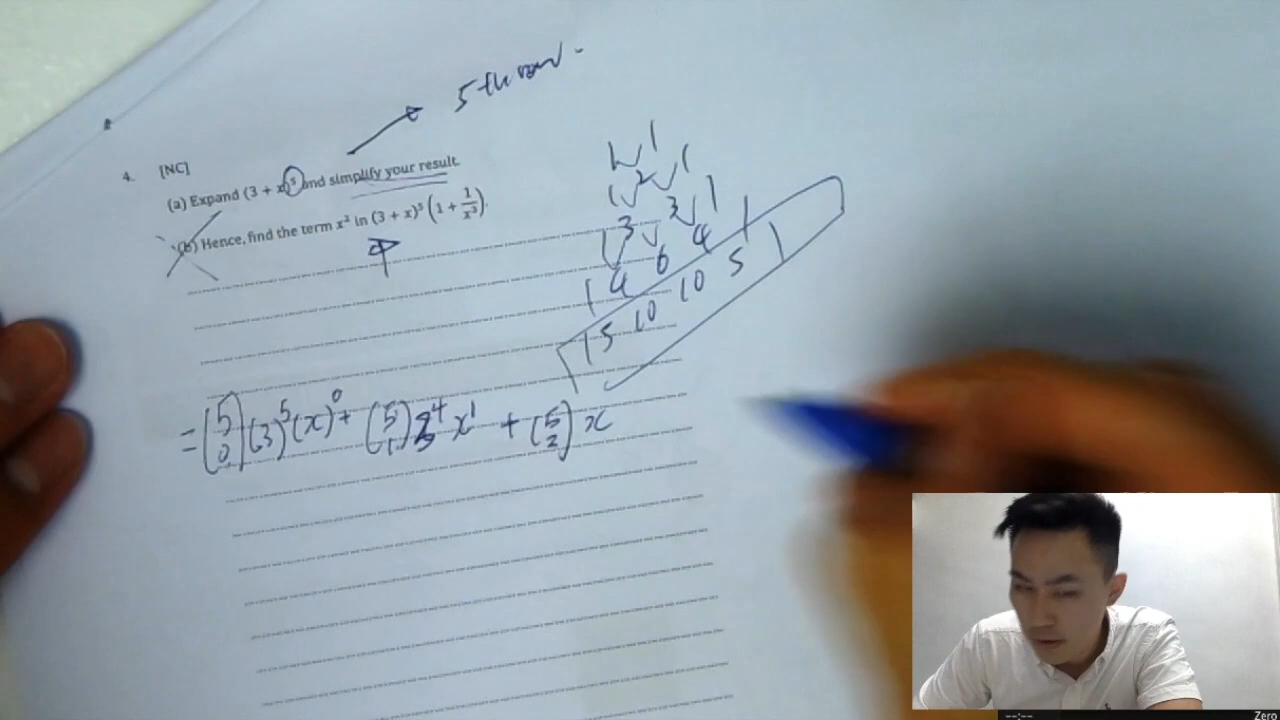 5th row.
4. [NC]
(a) Expand (3 + x)⁵ and simplify your result.
(b) Hence, find the term x² in (3 + x)⁵ (1 + 1/x³).
1 1
1 2 1
1 3 3 1
1 4 6 4 1
1 5 10 10 5 1
= (5 0)(3)⁵(x)⁰ + (5 1) 3⁴ x¹ + (5 2) x
--:--
Zero